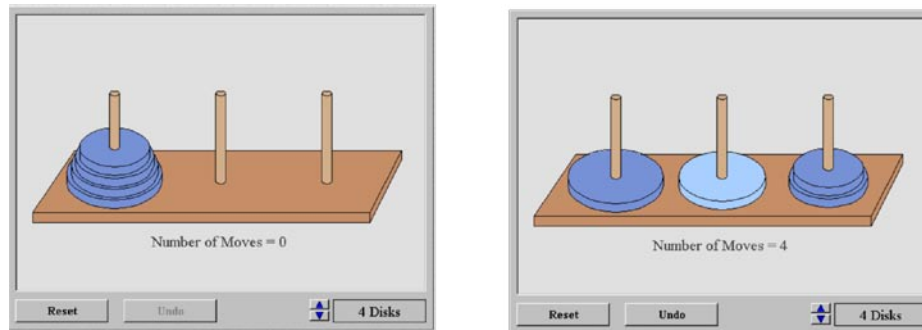 Number of Moves = 0
Reset
Undo
4 Disks
Number of Moves = 4
Reset
Undo
4 Disks